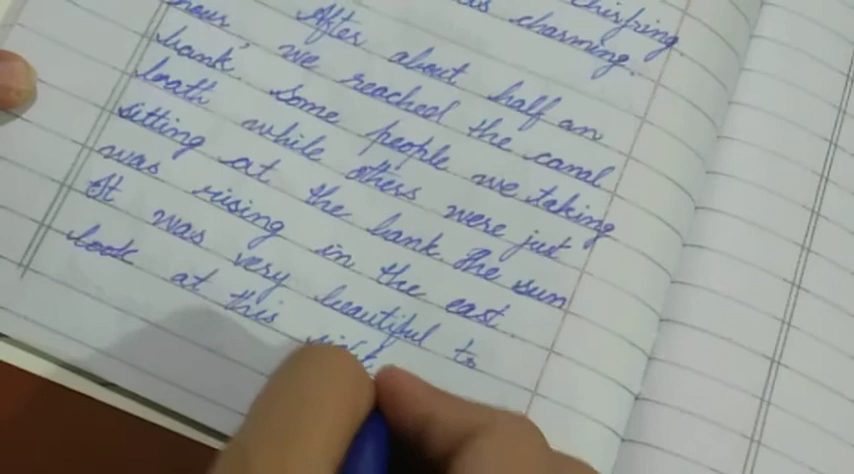 chirping
charming.
After about half an
hour, we reached the canal
bank. Some people we taking
bath while others were just
sitting at the bank. The sun
was rising in the east.
It was very beautiful to
look at this